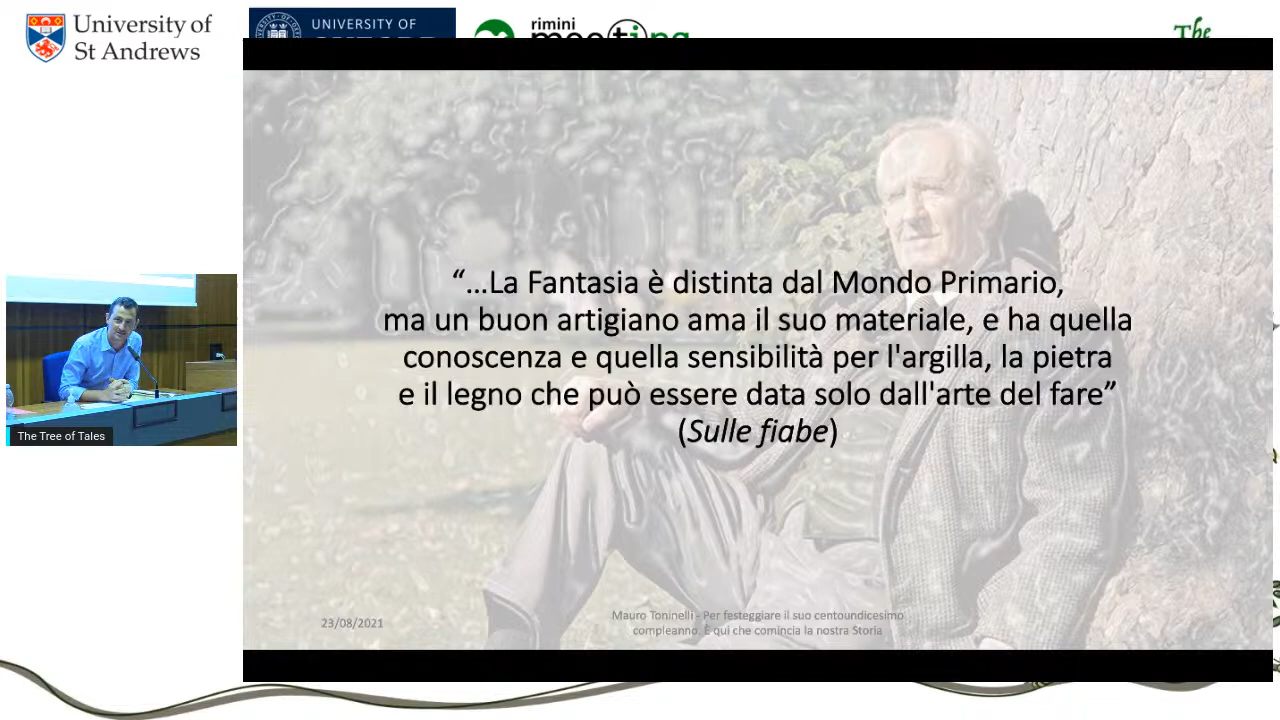 University of
St Andrews
UNIVERSITY OF
rimini
meeting
The
“...La Fantasia è distinta dal Mondo Primario,
ma un buon artigiano ama il suo materiale, e ha quella
conoscenza e quella sensibilità per l'argilla, la pietra
e il legno che può essere data solo dall'arte del fare”
(Sulle fiabe)
The Tree of Tales
23/08/2021
Mauro Toninelli - Per festeggiare il suo centoundicesimo
compleanno. È qui che comincia la nostra Storia